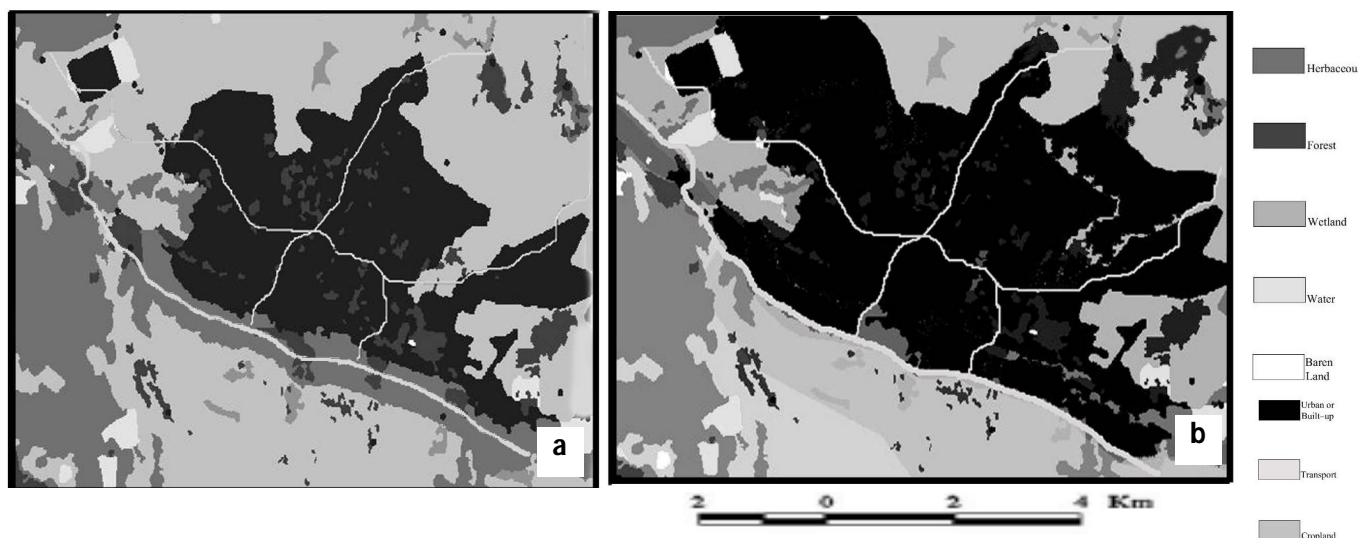 a
b
Herbaceou
Forest
Wetland
Water
Baren
Land
Urban or
Built-up
Transport
Cropland
2 0 2 4 Km